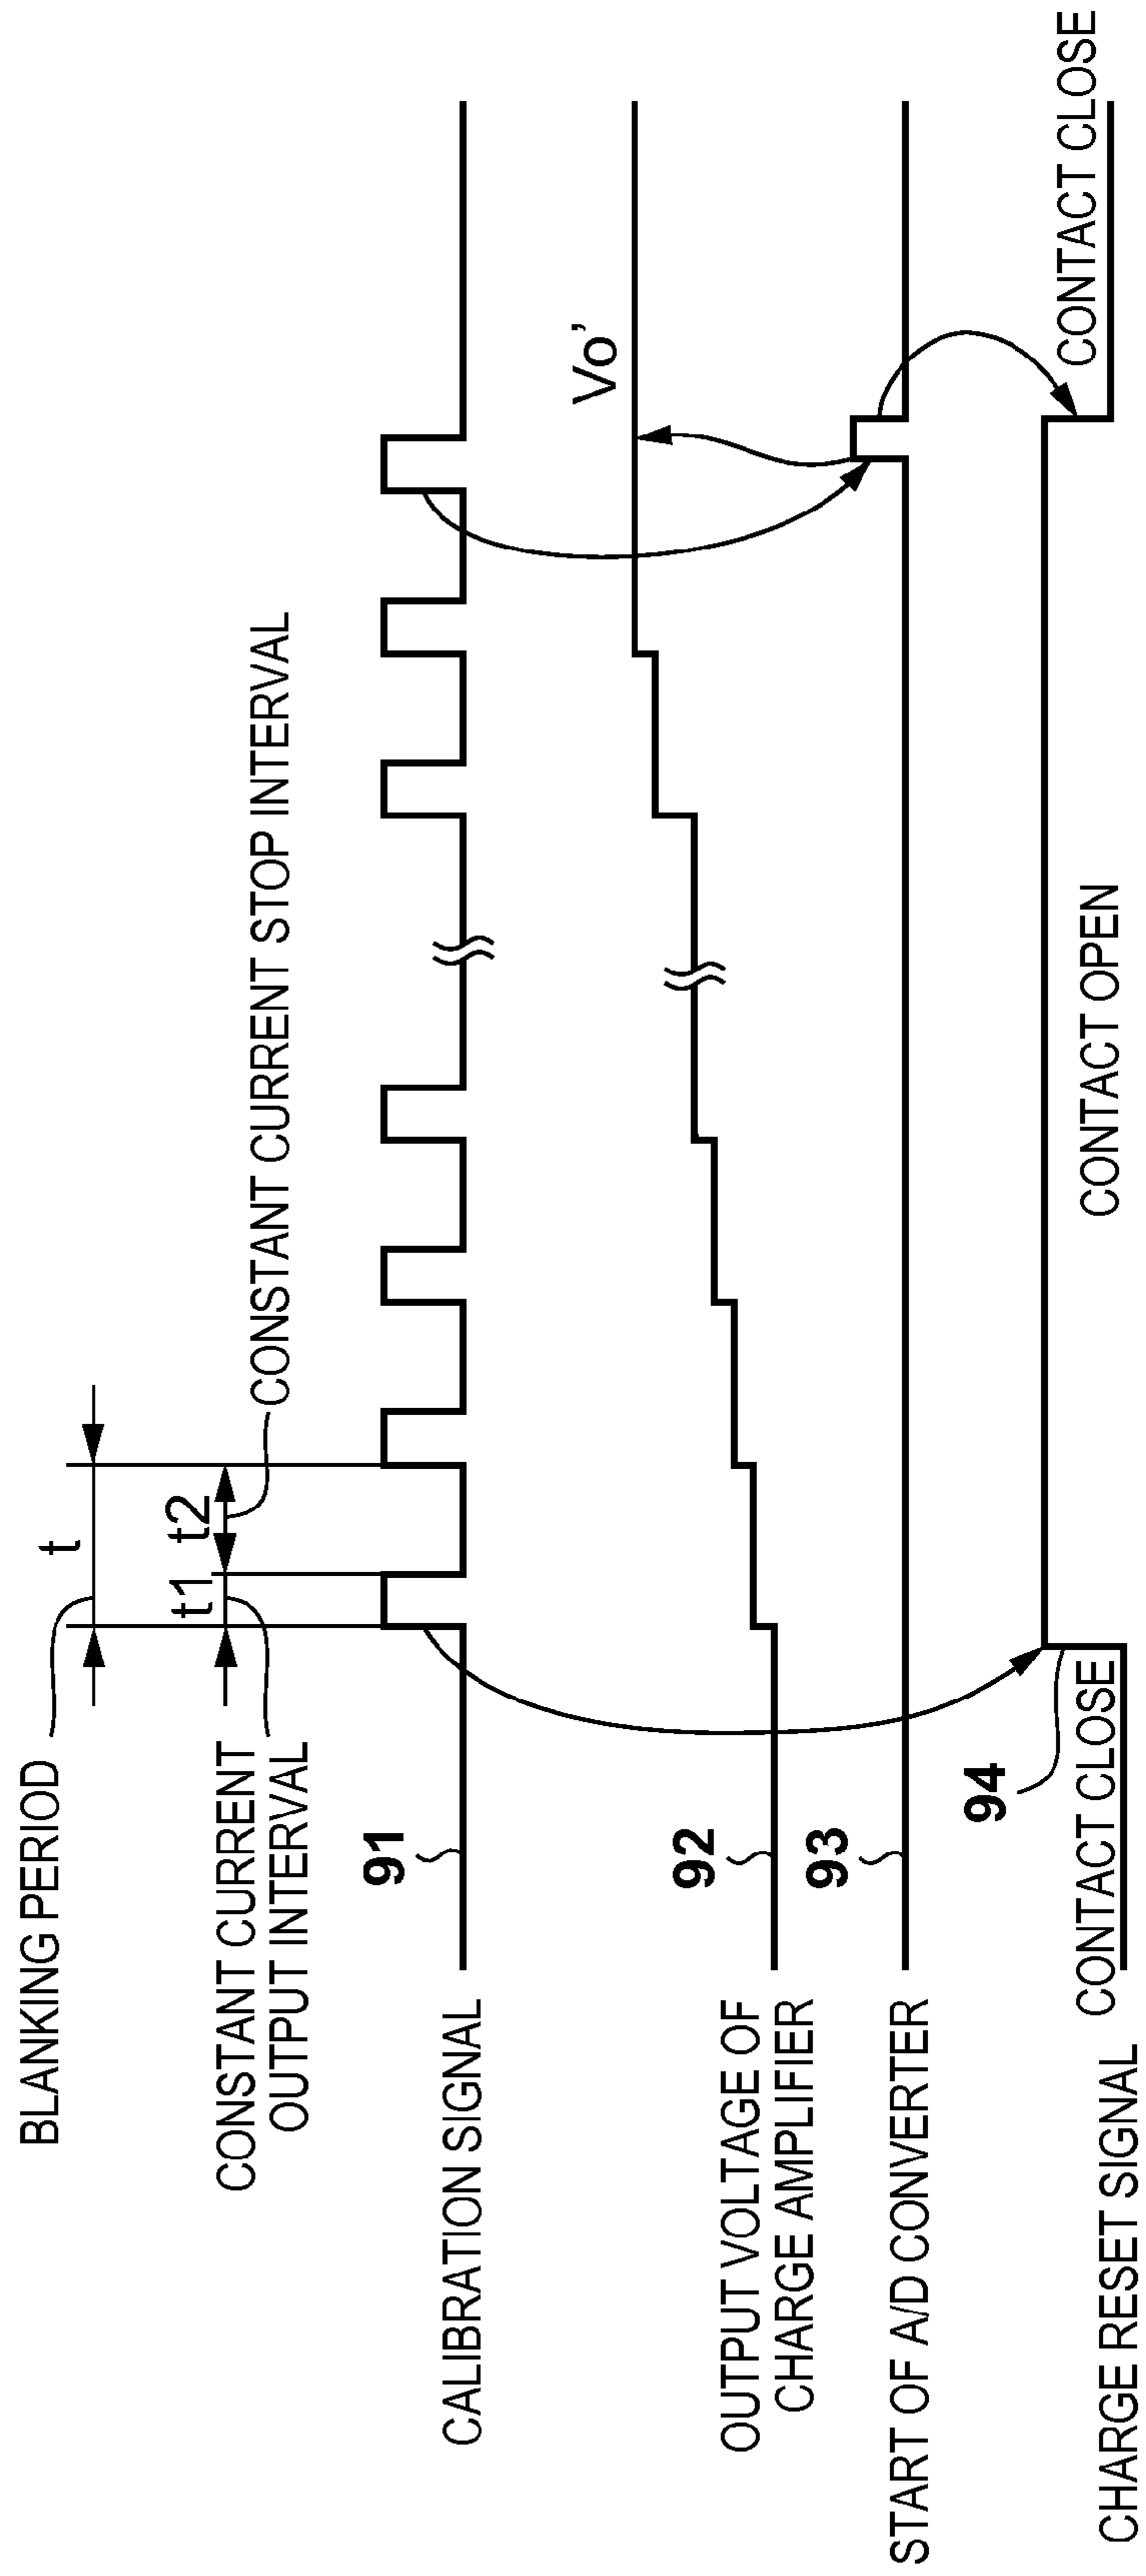 BLANKING PERIOD
t
CONSTANT CURRENT
OUTPUT INTERVAL
t1
t2
CONSTANT CURRENT STOP INTERVAL
CALIBRATION SIGNAL
91
OUTPUT VOLTAGE OF
CHARGE AMPLIFIER
92
Vo'
START OF A/D CONVERTER
93
CHARGE RESET SIGNAL
CONTACT CLOSE
94
CONTACT OPEN
CONTACT CLOSE